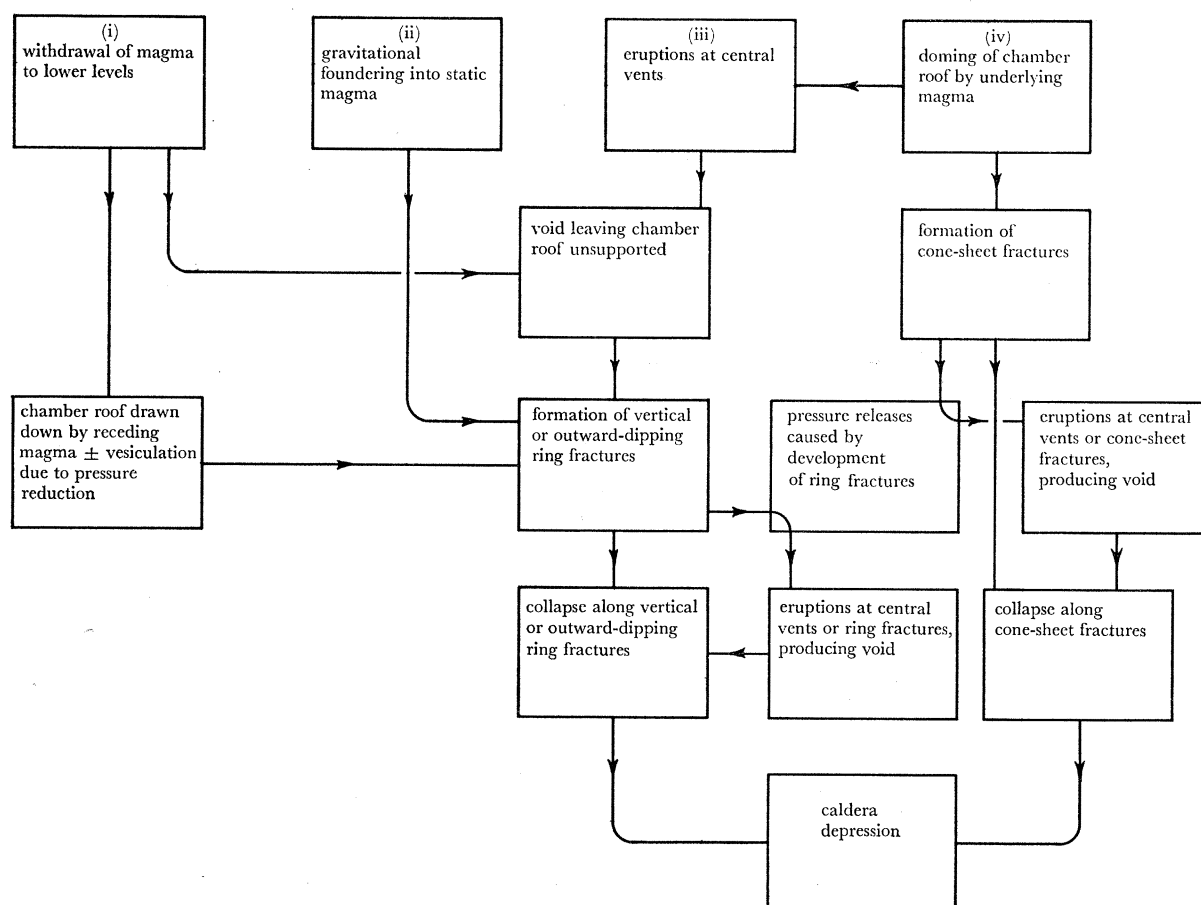 (i)
withdrawal of magma
to lower levels
(ii)
gravitational
foundering into static
magma
(iii)
eruptions at central
vents
(iv)
doming of chamber
roof by underlying
magma
void leaving chamber
roof unsupported
formation of
cone-sheet fractures
chamber roof drawn
down by receding
magma ± vesiculation
due to pressure
reduction
formation of vertical
or outward-dipping
ring fractures
pressure releases
caused by
development
of ring fractures
eruptions at central
vents or cone-sheet
fractures,
producing void
collapse along vertical
or outward-dipping
ring fractures
eruptions at central
vents or ring fractures,
producing void
collapse along
cone-sheet fractures
caldera
depression